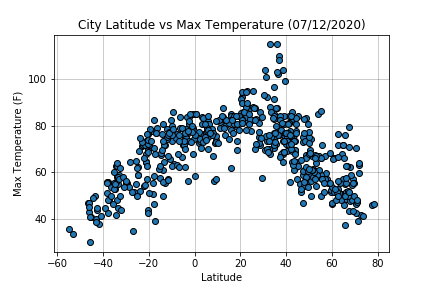 City Latitude vs Max Temperature (07/12/2020)
Max Temperature (F)
100
80
60
40
−60 −40 −20 0 20 40 60 80
Latitude